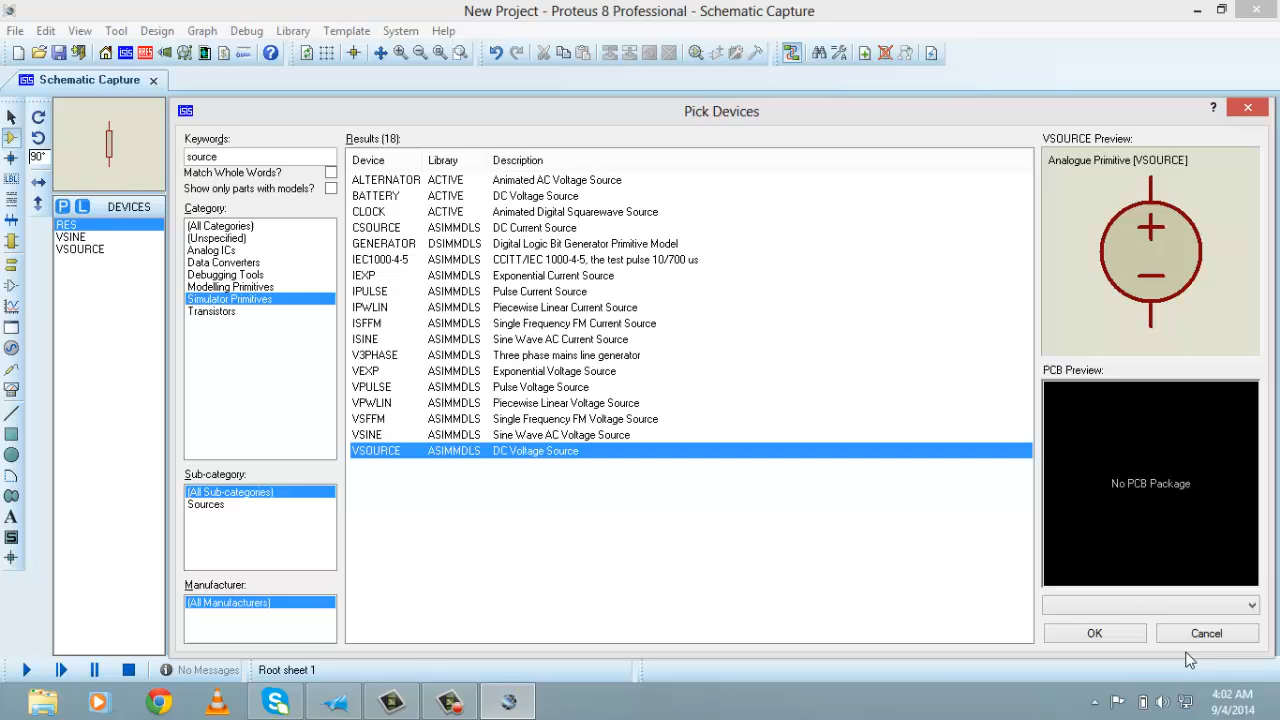 New Project - Proteus 8 Professional - Schematic Capture
File Edit View Tool Design Graph Debug Library Template System Help
Schematic Capture
Pick Devices
Keywords:
source
Match Whole Words?
Show only parts with models?
Category:
(All Categories)
(Unspecified)
Analog ICs
Data Converters
Debugging Tools
Modelling Primitives
Simulator Primitives
Transistors
Sub-category:
(All Sub-categories)
Sources
Manufacturer:
(All Manufacturers)
90°
LBL
P L DEVICES
RES
VSINE
VSOURCE
Results (18):
Device Library Description
ALTERNATOR ACTIVE Animated AC Voltage Source
BATTERY ACTIVE DC Voltage Source
CLOCK ACTIVE Animated Digital Squarewave Source
CSOURCE ASIMMDLS DC Current Source
GENERATOR DSIMMDLS Digital Logic Bit Generator Primitive Model
IEC1000-4-5 ASIMMDLS CCITT/IEC 1000-4-5, the test pulse 10/700 us
IEXP ASIMMDLS Exponential Current Source
IPULSE ASIMMDLS Pulse Current Source
IPWLIN ASIMMDLS Piecewise Linear Current Source
ISFFM ASIMMDLS Single Frequency FM Current Source
ISINE ASIMMDLS Sine Wave AC Current Source
V3PHASE ASIMMDLS Three phase mains line generator
VEXP ASIMMDLS Exponential Voltage Source
VPULSE ASIMMDLS Pulse Voltage Source
VPWLIN ASIMMDLS Piecewise Linear Voltage Source
VSFFM ASIMMDLS Single Frequency FM Voltage Source
VSINE ASIMMDLS Sine Wave AC Voltage Source
VSOURCE ASIMMDLS DC Voltage Source
VSOURCE Preview:
Analogue Primitive [VSOURCE]
PCB Preview:
No PCB Package
OK Cancel
No Messages Root sheet 1
4:02 AM
9/4/2014